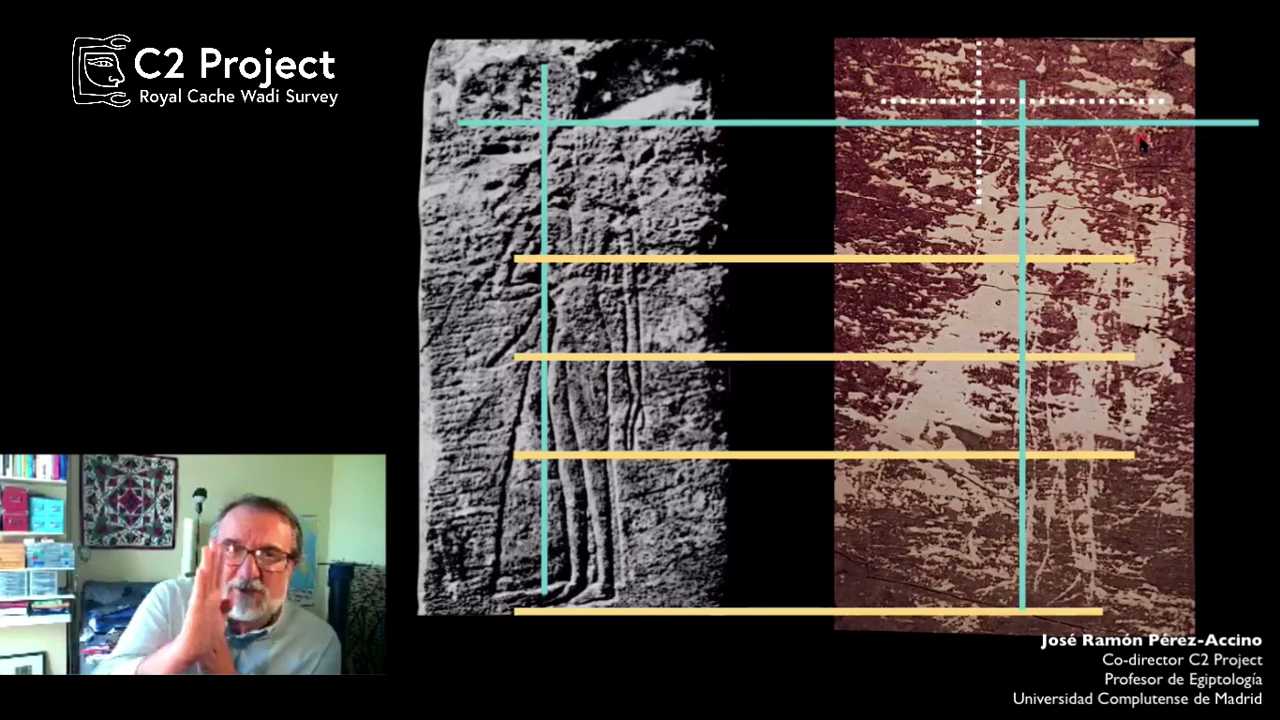 C2 Project
Royal Cache Wadi Survey
José Ramón Pérez-Accino
Co-director C2 Project
Profesor de Egiptología
Universidad Complutense de Madrid